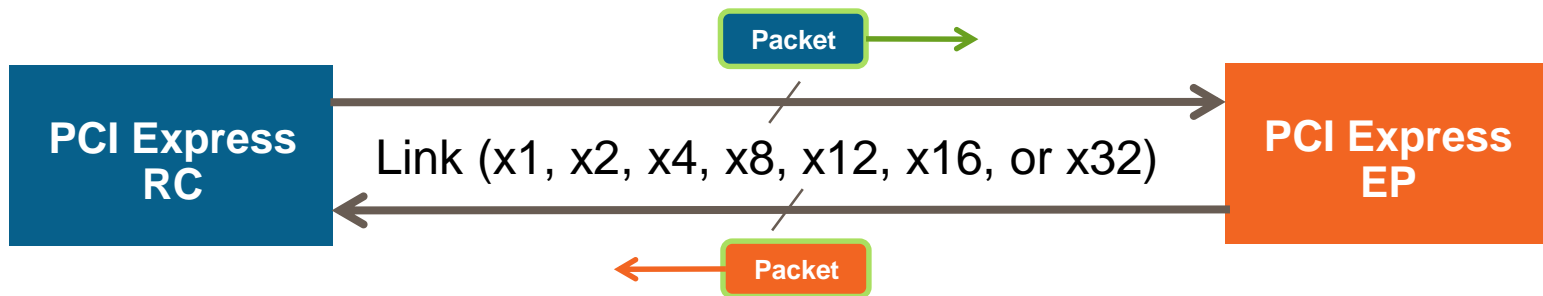 Packet
PCI Express
RC
Link (x1, x2, x4, x8, x12, x16, or x32)
PCI Express
EP
Packet